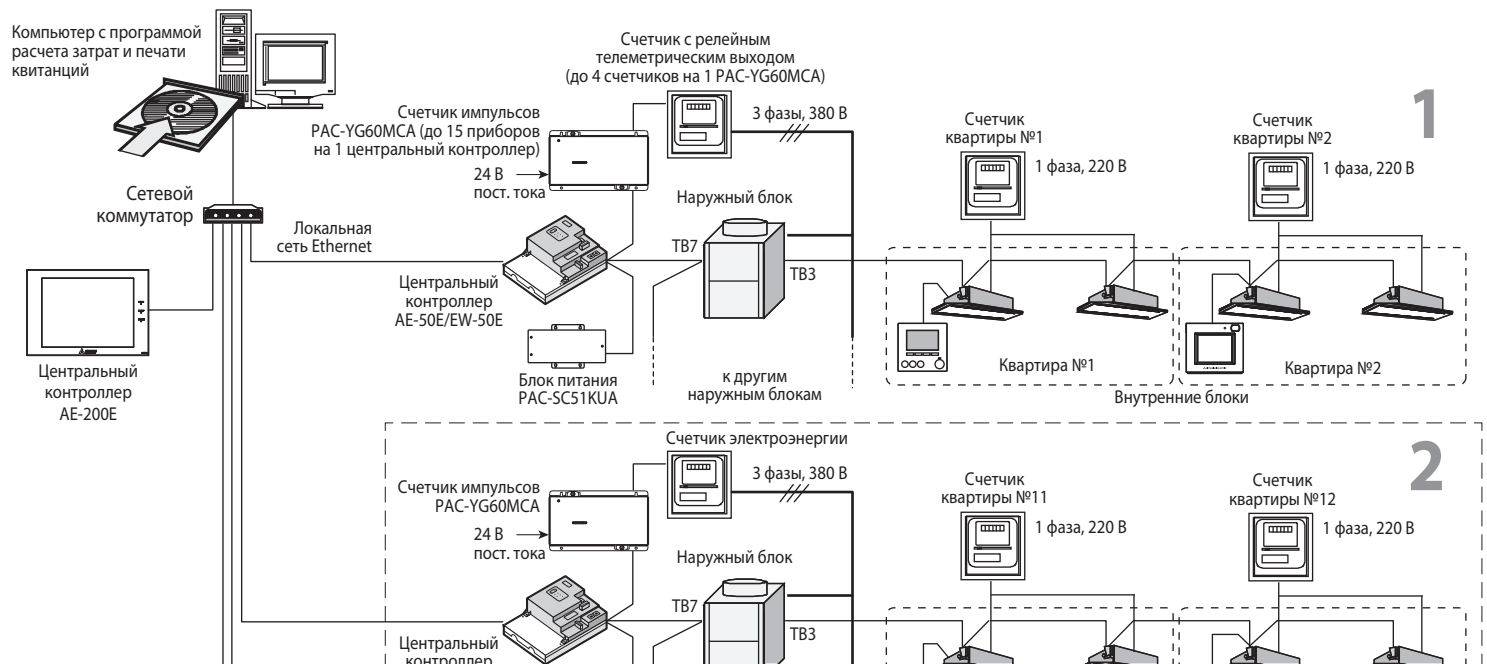 Компьютер с программой
расчета затрат и печати
квитанций
Счетчик с релейным
телеметрическим выходом
(до 4 счетчиков на 1 PAC-YG60MCA)
Счетчик импульсов
PAC-YG60MCA (до 15 приборов
на 1 центральный контроллер)
3 фазы, 380 В
24 В
пост. тока
Сетевой
коммутатор
Локальная
сеть Ethernet
Наружный блок
TB7
TB3
Центральный
контроллер
AE-50E/EW-50E
Блок питания
PAC-SC51KUA
к другим
наружным блокам
Центральный
контроллер
AE-200E
1
Счетчик
квартиры №1
1 фаза, 220 В
Счетчик
квартиры №2
1 фаза, 220 В
Квартира №1
Квартира №2
Внутренние блоки
2
Счетчик электроэнергии
Счетчик импульсов
PAC-YG60MCA
3 фазы, 380 В
24 В
пост. тока
Наружный блок
TB7
TB3
Центральный
контроллер
Счетчик
квартиры №11
1 фаза, 220 В
Счетчик
квартиры №12
1 фаза, 220 В